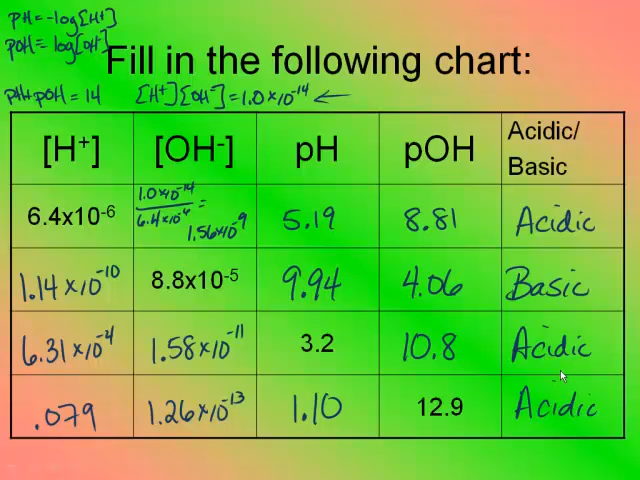 pH = -log[H⁺]
pOH = log[OH⁻]
Fill in the following chart:
pH + pOH = 14 [H⁺][OH⁻] = 1.0x10⁻¹⁴ ←
[H⁺] [OH-] pH pOH Acidic/
Basic
6.4x10⁻⁶ 1.0x10⁻¹⁴ / 6.4x10⁻⁶ = 1.56x10⁻⁹ 5.19 8.81 Acidic
1.14x10⁻¹⁰ 8.8x10⁻⁵ 9.94 4.06 Basic
6.31x10⁻⁴ 1.58x10⁻¹¹ 3.2 10.8 Acidic
.079 1.26x10⁻¹³ 1.10 12.9 Acidic